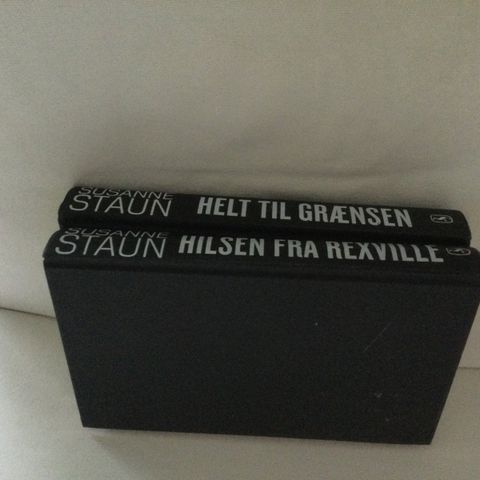 SUSANNE
STAUN
HELT TIL GRÆNSEN
SUSANNE
STAUN
HILSEN FRA REXVILLE